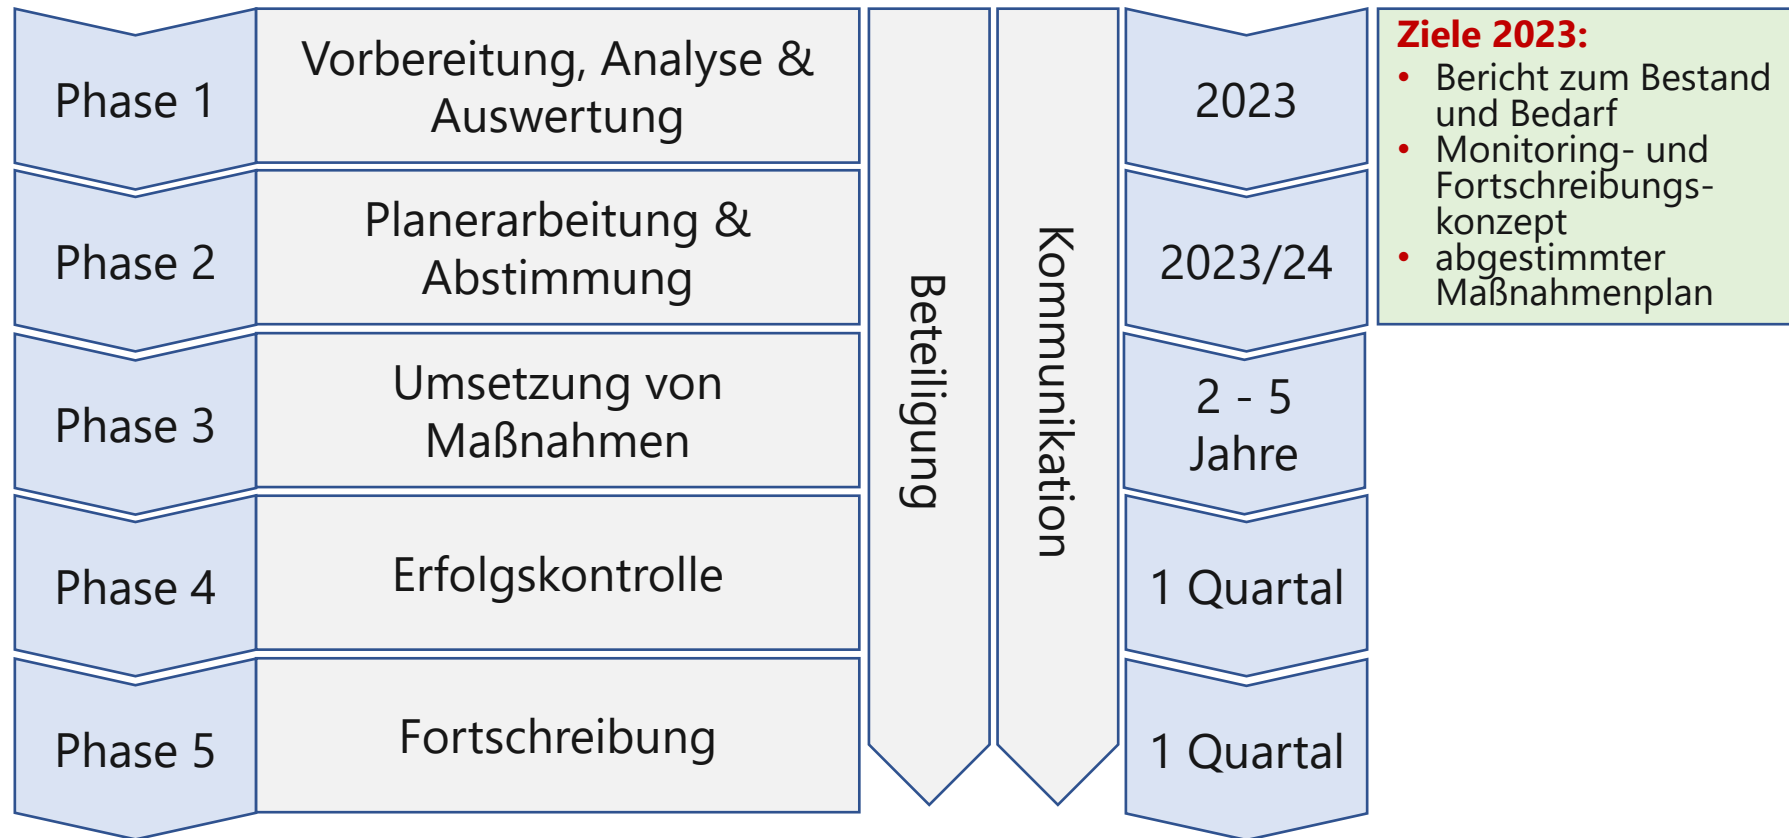 Phase 1
Vorbereitung, Analyse &
Auswertung
2023
Phase 2
Planerarbeitung &
Abstimmung
2023/24
Phase 3
Umsetzung von
Maßnahmen
2 - 5
Jahre
Phase 4
Erfolgskontrolle
1 Quartal
Phase 5
Fortschreibung
1 Quartal
Beteiligung
Kommunikation
Ziele 2023:
• Bericht zum Bestand
und Bedarf
• Monitoring- und
Fortschreibungs-
konzept
• abgestimmter
Maßnahmenplan